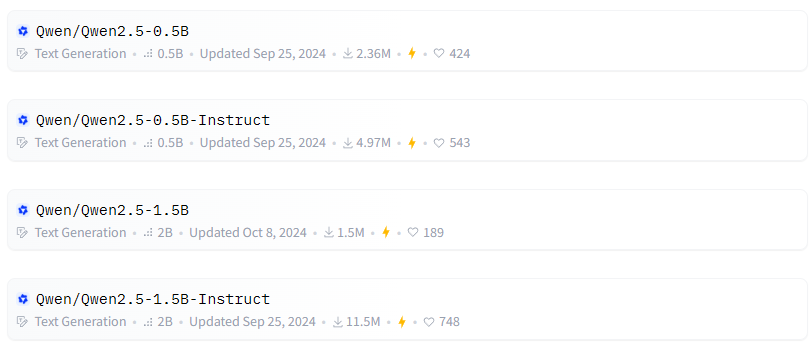 Qwen/Qwen2.5-0.5B
Text Generation • 0.5B • Updated Sep 25, 2024 • 2.36M • • 424
Qwen/Qwen2.5-0.5B-Instruct
Text Generation • 0.5B • Updated Sep 25, 2024 • 4.97M • • 543
Qwen/Qwen2.5-1.5B
Text Generation • 2B • Updated Oct 8, 2024 • 1.5M • • 189
Qwen/Qwen2.5-1.5B-Instruct
Text Generation • 2B • Updated Sep 25, 2024 • 11.5M • • 748